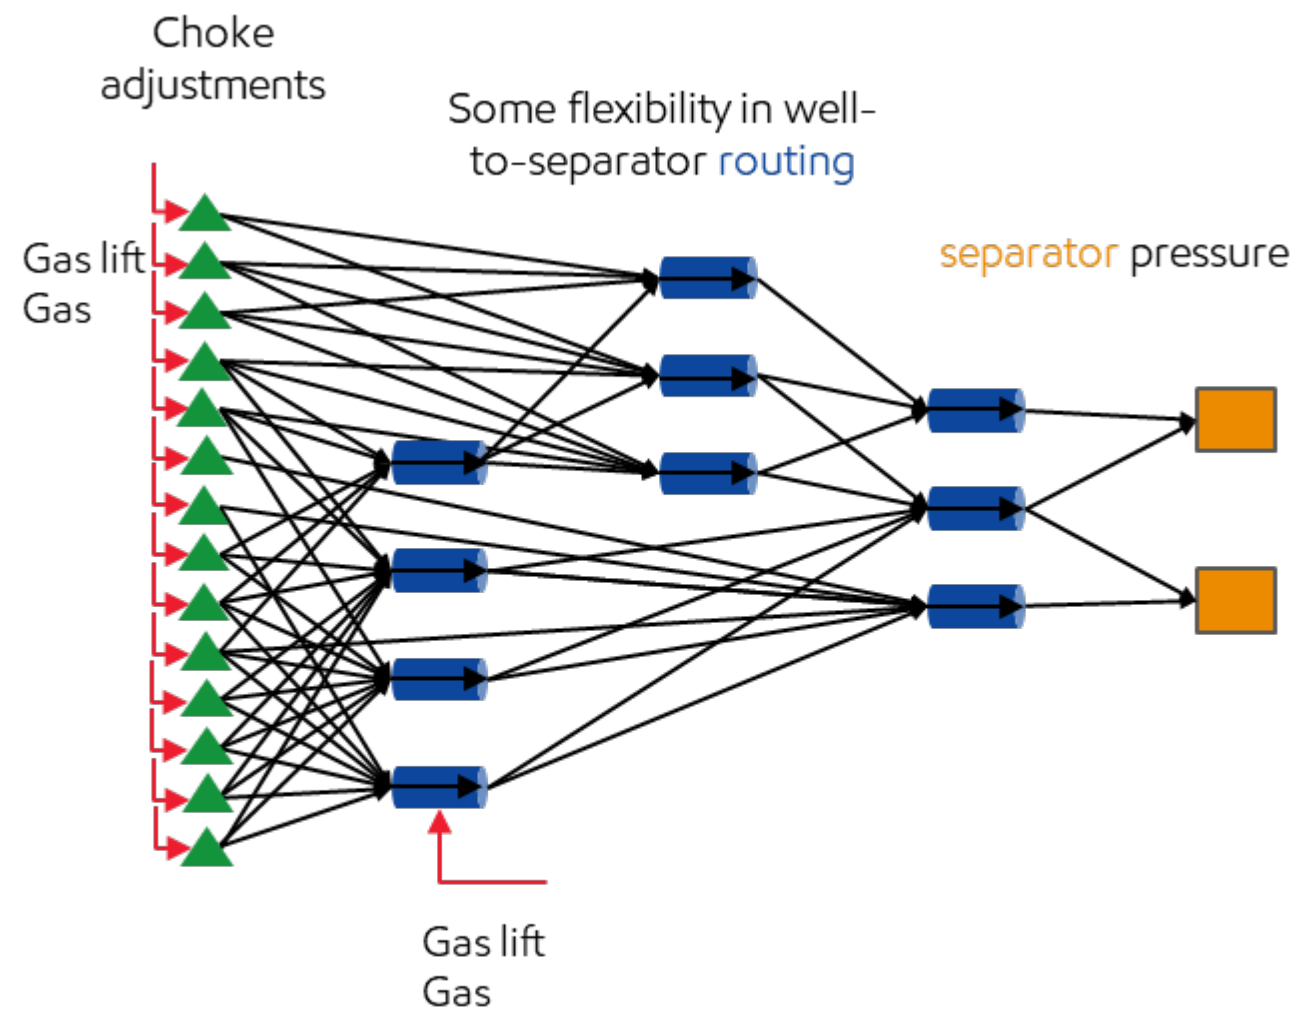 Choke
adjustments
Some flexibility in well-
to-separator routing
Gas lift
Gas
separator pressure
Gas lift
Gas